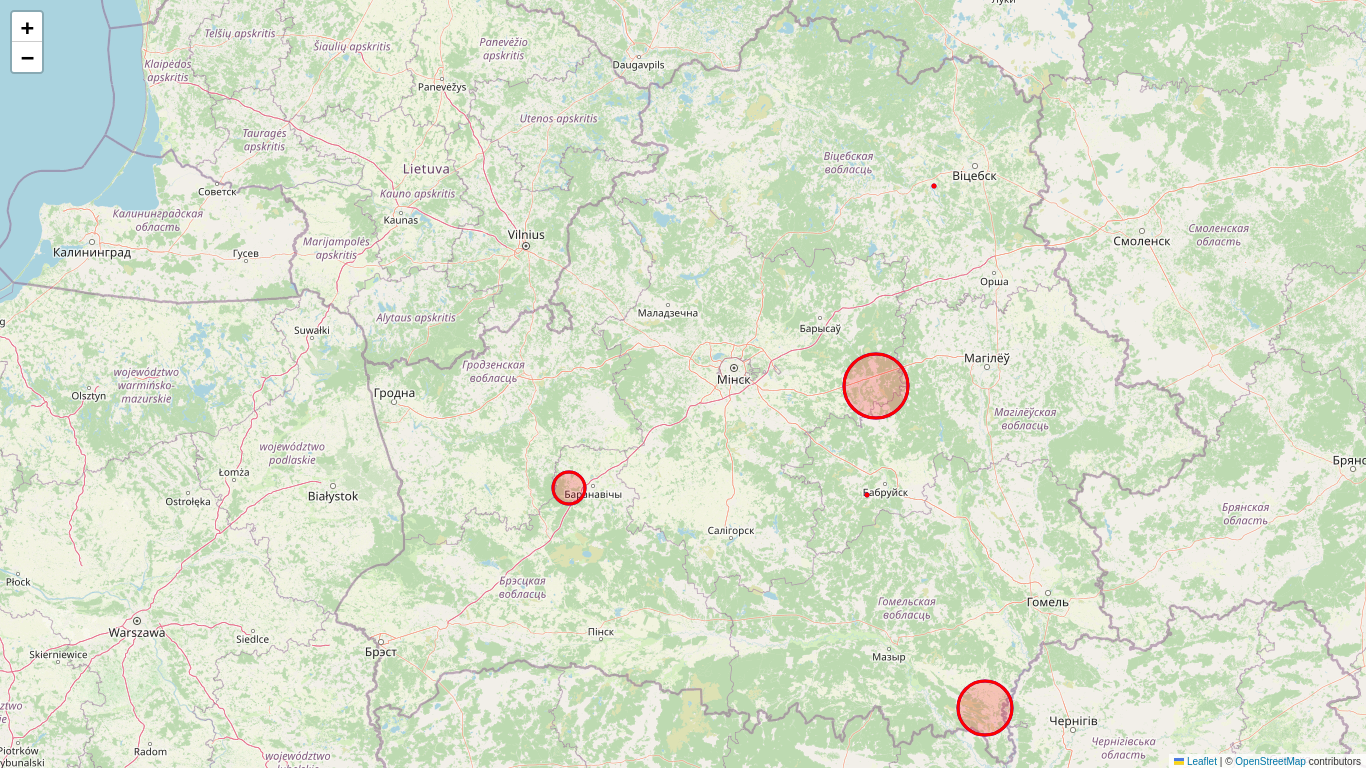 +
−
Луки
Telšių apskritis
Šiaulių apskritis
Panevėžio
apskritis
Klaipėdos
apskritis
Daugavpils
Panevėžys
Utenos apskritis
Tauragės
apskritis
Віцебская
вобласць
Lietuva
Віцебск
Советск
Kauno apskritis
Калининградская
область
Kaunas
Vilnius
Смоленск
Смоленская
область
Калининград
Гусев
Marijampolės
apskritis
Орша
Маладзечна
Alytaus apskritis
Suwałki
Барысаў
Магілёў
Гродзенская
вобласць
województwo
warmińsko-
mazurskie
Мінск
Olsztyn
Гродна
Магілёўская
вобласць
województwo
podlaskie
Łomża
Брянс
Ostrołęka
Białystok
Баранавічы
Бабруйск
Брянская
область
Салігорск
Płock
Брэсцкая
вобласць
Гомельская
вобласць
Гомель
Warszawa
Siedlce
Пінск
Skierniewice
Брэст
Мазыр
Чернігів
Piotrków
Radom
województwo
Чернігівська
область
Leaflet | © OpenStreetMap contributors